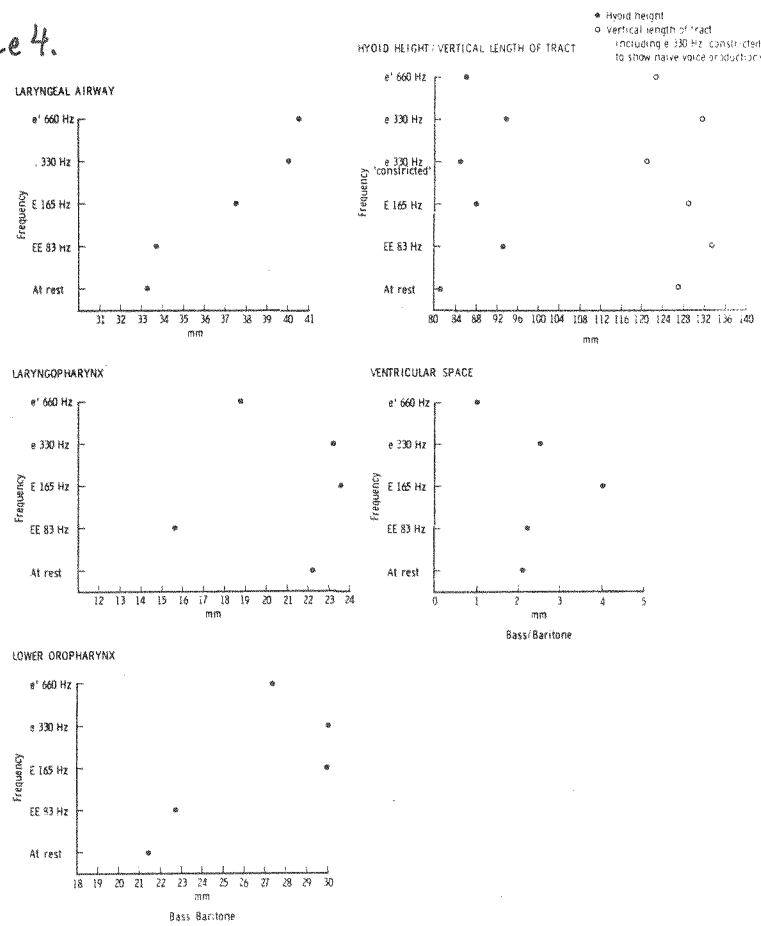 e 4.
Hyoid height
Vertical length of tract
including e 330 Hz 'constricted'
to show naive voice production
HYOID HEIGHT / VERTICAL LENGTH OF TRACT
e' 660 Hz
e 330 Hz
e 330 Hz
'constricted'
E 165 Hz
EE 83 Hz
At rest
Frequency
80 84 88 92 96 100 104 108 112 116 120 124 128 132 136 140
mm
LARYNGEAL AIRWAY
e' 660 Hz
330 Hz
E 165 Hz
EE 83 Hz
At rest
Frequency
31 32 33 34 35 36 37 38 39 40 41
mm
LARYNGOPHARYNX
e' 660 Hz
e 330 Hz
E 165 Hz
EE 83 Hz
At rest
Frequency
12 13 14 15 16 17 18 19 20 21 22 23 24
mm
VENTRICULAR SPACE
e' 660 Hz
e 330 Hz
E 165 Hz
EE 83 Hz
At rest
Frequency
0 1 2 3 4 5
mm
Bass/Baritone
LOWER OROPHARYNX
e' 660 Hz
e 330 Hz
E 165 Hz
EE 83 Hz
At rest
Frequency
18 19 20 21 22 23 24 25 26 27 28 29 30
mm
Bass Baritone